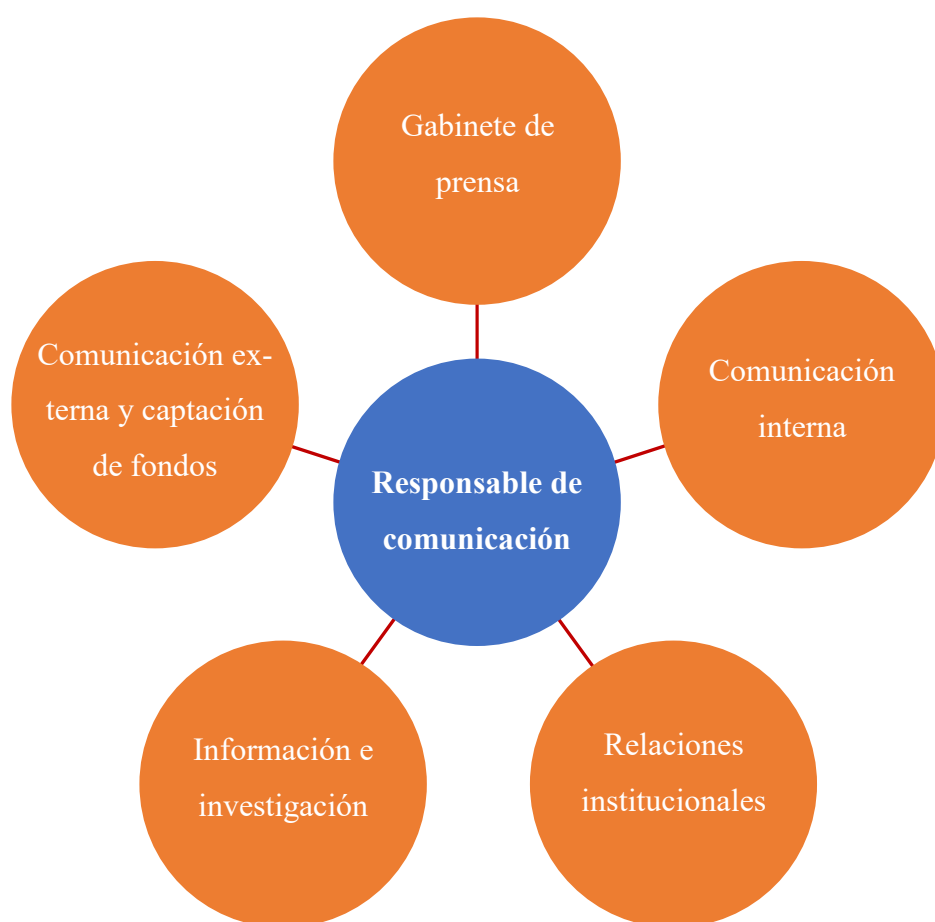 Gabinete de
prensa
Comunicación ex-
terna y captación
de fondos
Comunicación
interna
Responsable de
comunicación
Información e
investigación
Relaciones
institucionales